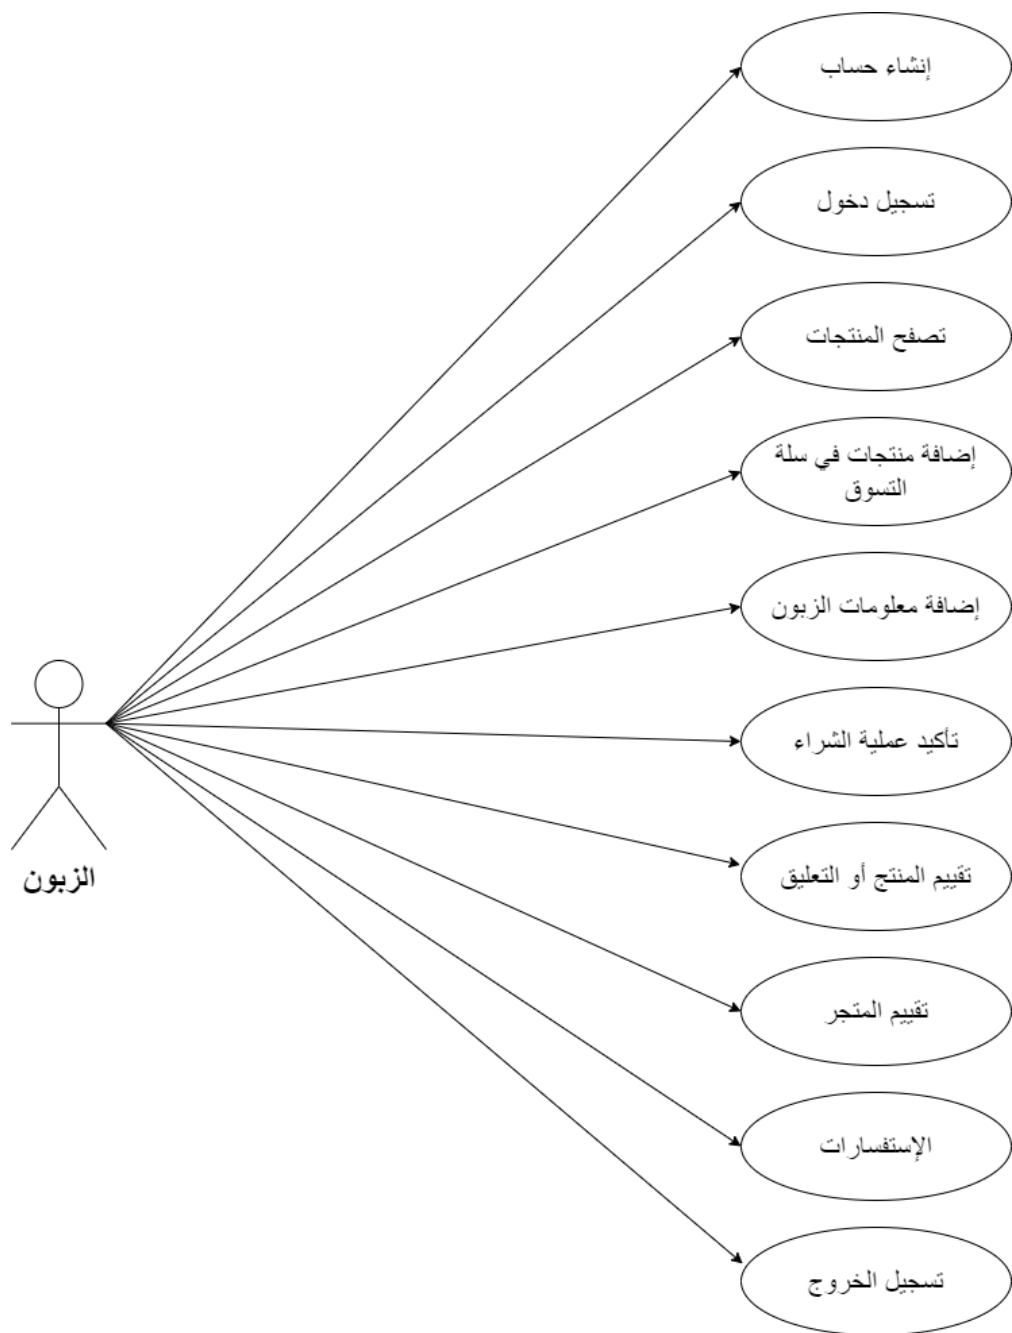 إنشاء حساب
تسجيل دخول
تصفح المنتجات
إضافة منتجات في سلة
التسوق
إضافة معلومات الزبون
تأكيد عملية الشراء
الزبون
تقييم المنتج أو التعليق
تقييم المتجر
الإستفسارات
تسجيل الخروج